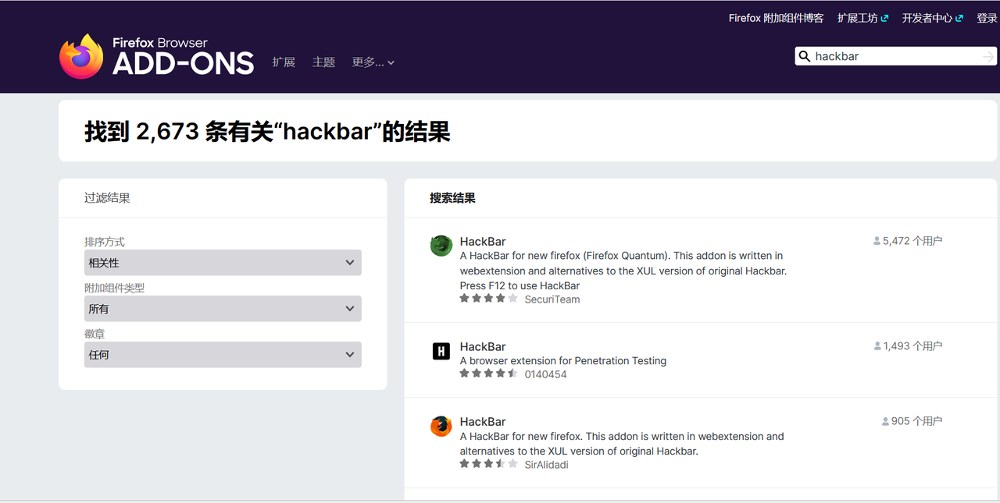 Firefox 附加组件博客 扩展工坊 开发者中心 登录
Firefox Browser
ADD-ONS
扩展 主题 更多...
hackbar
找到 2,673 条有关“hackbar”的结果
过滤结果
排序方式
相关性
附加组件类型
所有
徽章
任何
搜索结果
HackBar
5,472 个用户
A HackBar for new firefox (Firefox Quantum). This addon is written in
webextension and alternatives to the XUL version of original Hackbar.
Press F12 to use HackBar
SecuriTeam
H
HackBar
1,493 个用户
A browser extension for Penetration Testing
0140454
HackBar
905 个用户
A HackBar for new firefox. This addon is written in webextension and
alternatives to the XUL version of original Hackbar.
SirAlidadi